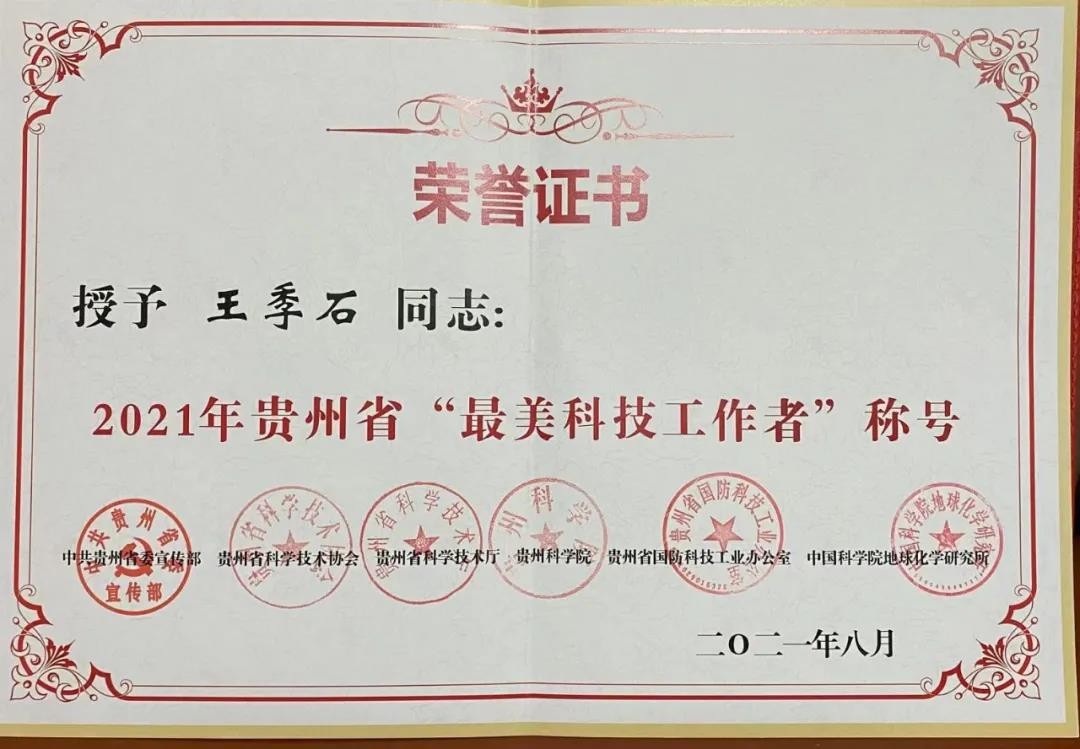 荣誉证书
授予 王季石 同志:
2021年贵州省“最美科技工作者”称号
中共贵州省委宣传部 贵州省科学技术协会 贵州省科学技术厅 贵州科学院 贵州省国防科技工业办公室 中国科学院地球化学研究所
宣传部
二〇二一年八月